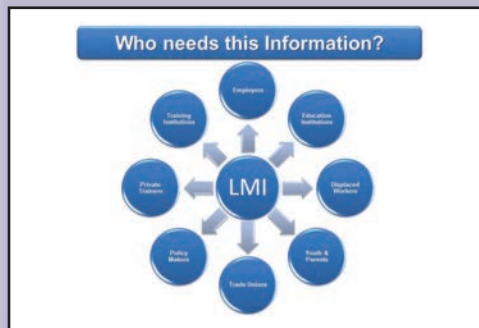 Who needs this Information?
Employers
Education
Institutions
Displaced
Workers
Youth &
Parents
Trade Unions
Policy
Makers
Private
Trainers
Training
Institutions
LMI